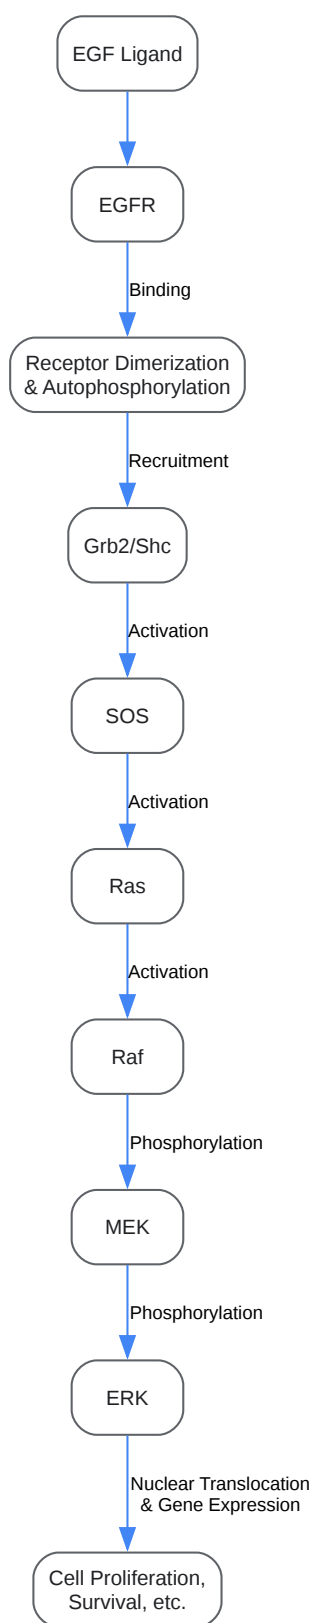 EGF Ligand
EGFR
Binding
Receptor Dimerization
& Autophosphorylation
Recruitment
Grb2/Shc
Activation
SOS
Activation
Ras
Activation
Raf
Phosphorylation
MEK
Phosphorylation
ERK
Nuclear Translocation
& Gene Expression
Cell Proliferation,
Survival, etc.